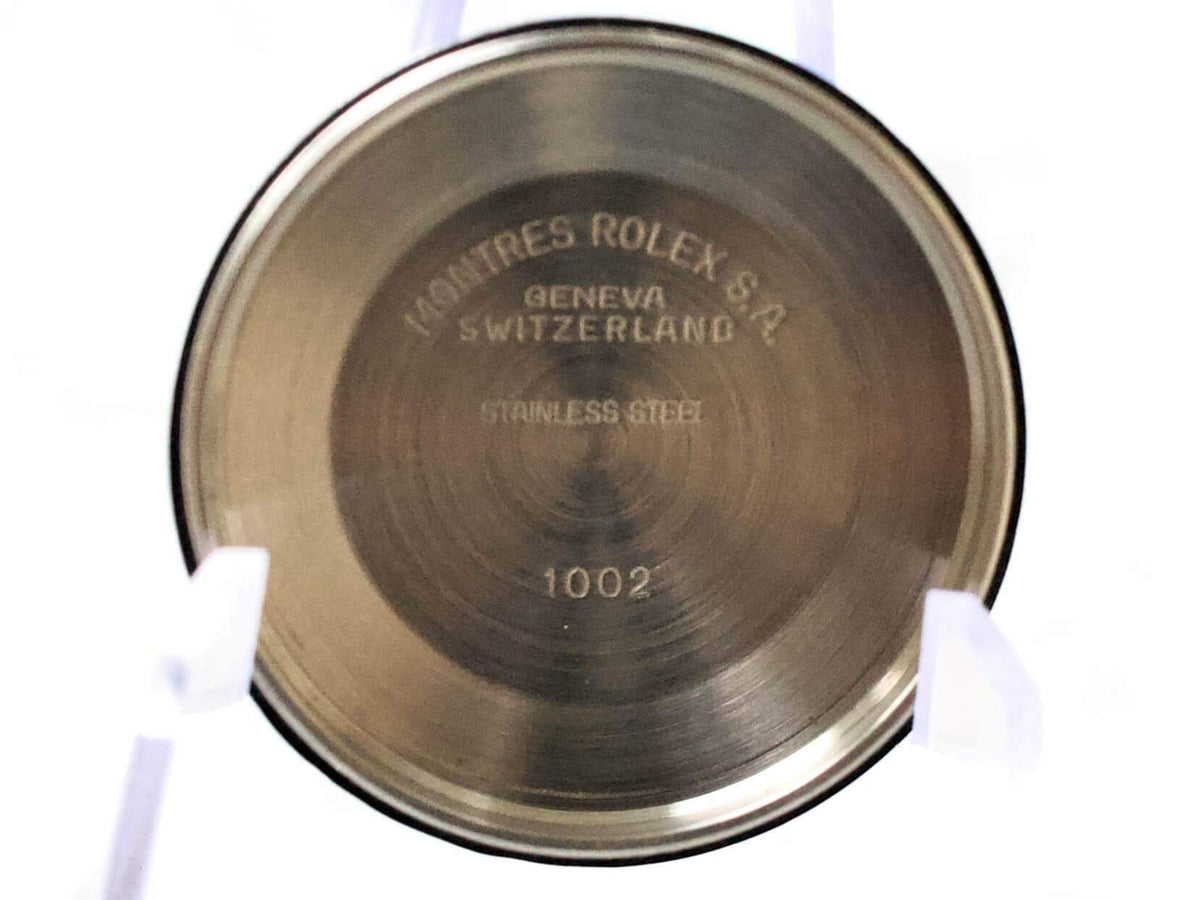 MONTRES ROLEX S.A.
GENEVA
SWITZERLAND
STAINLESS STEEL
1002